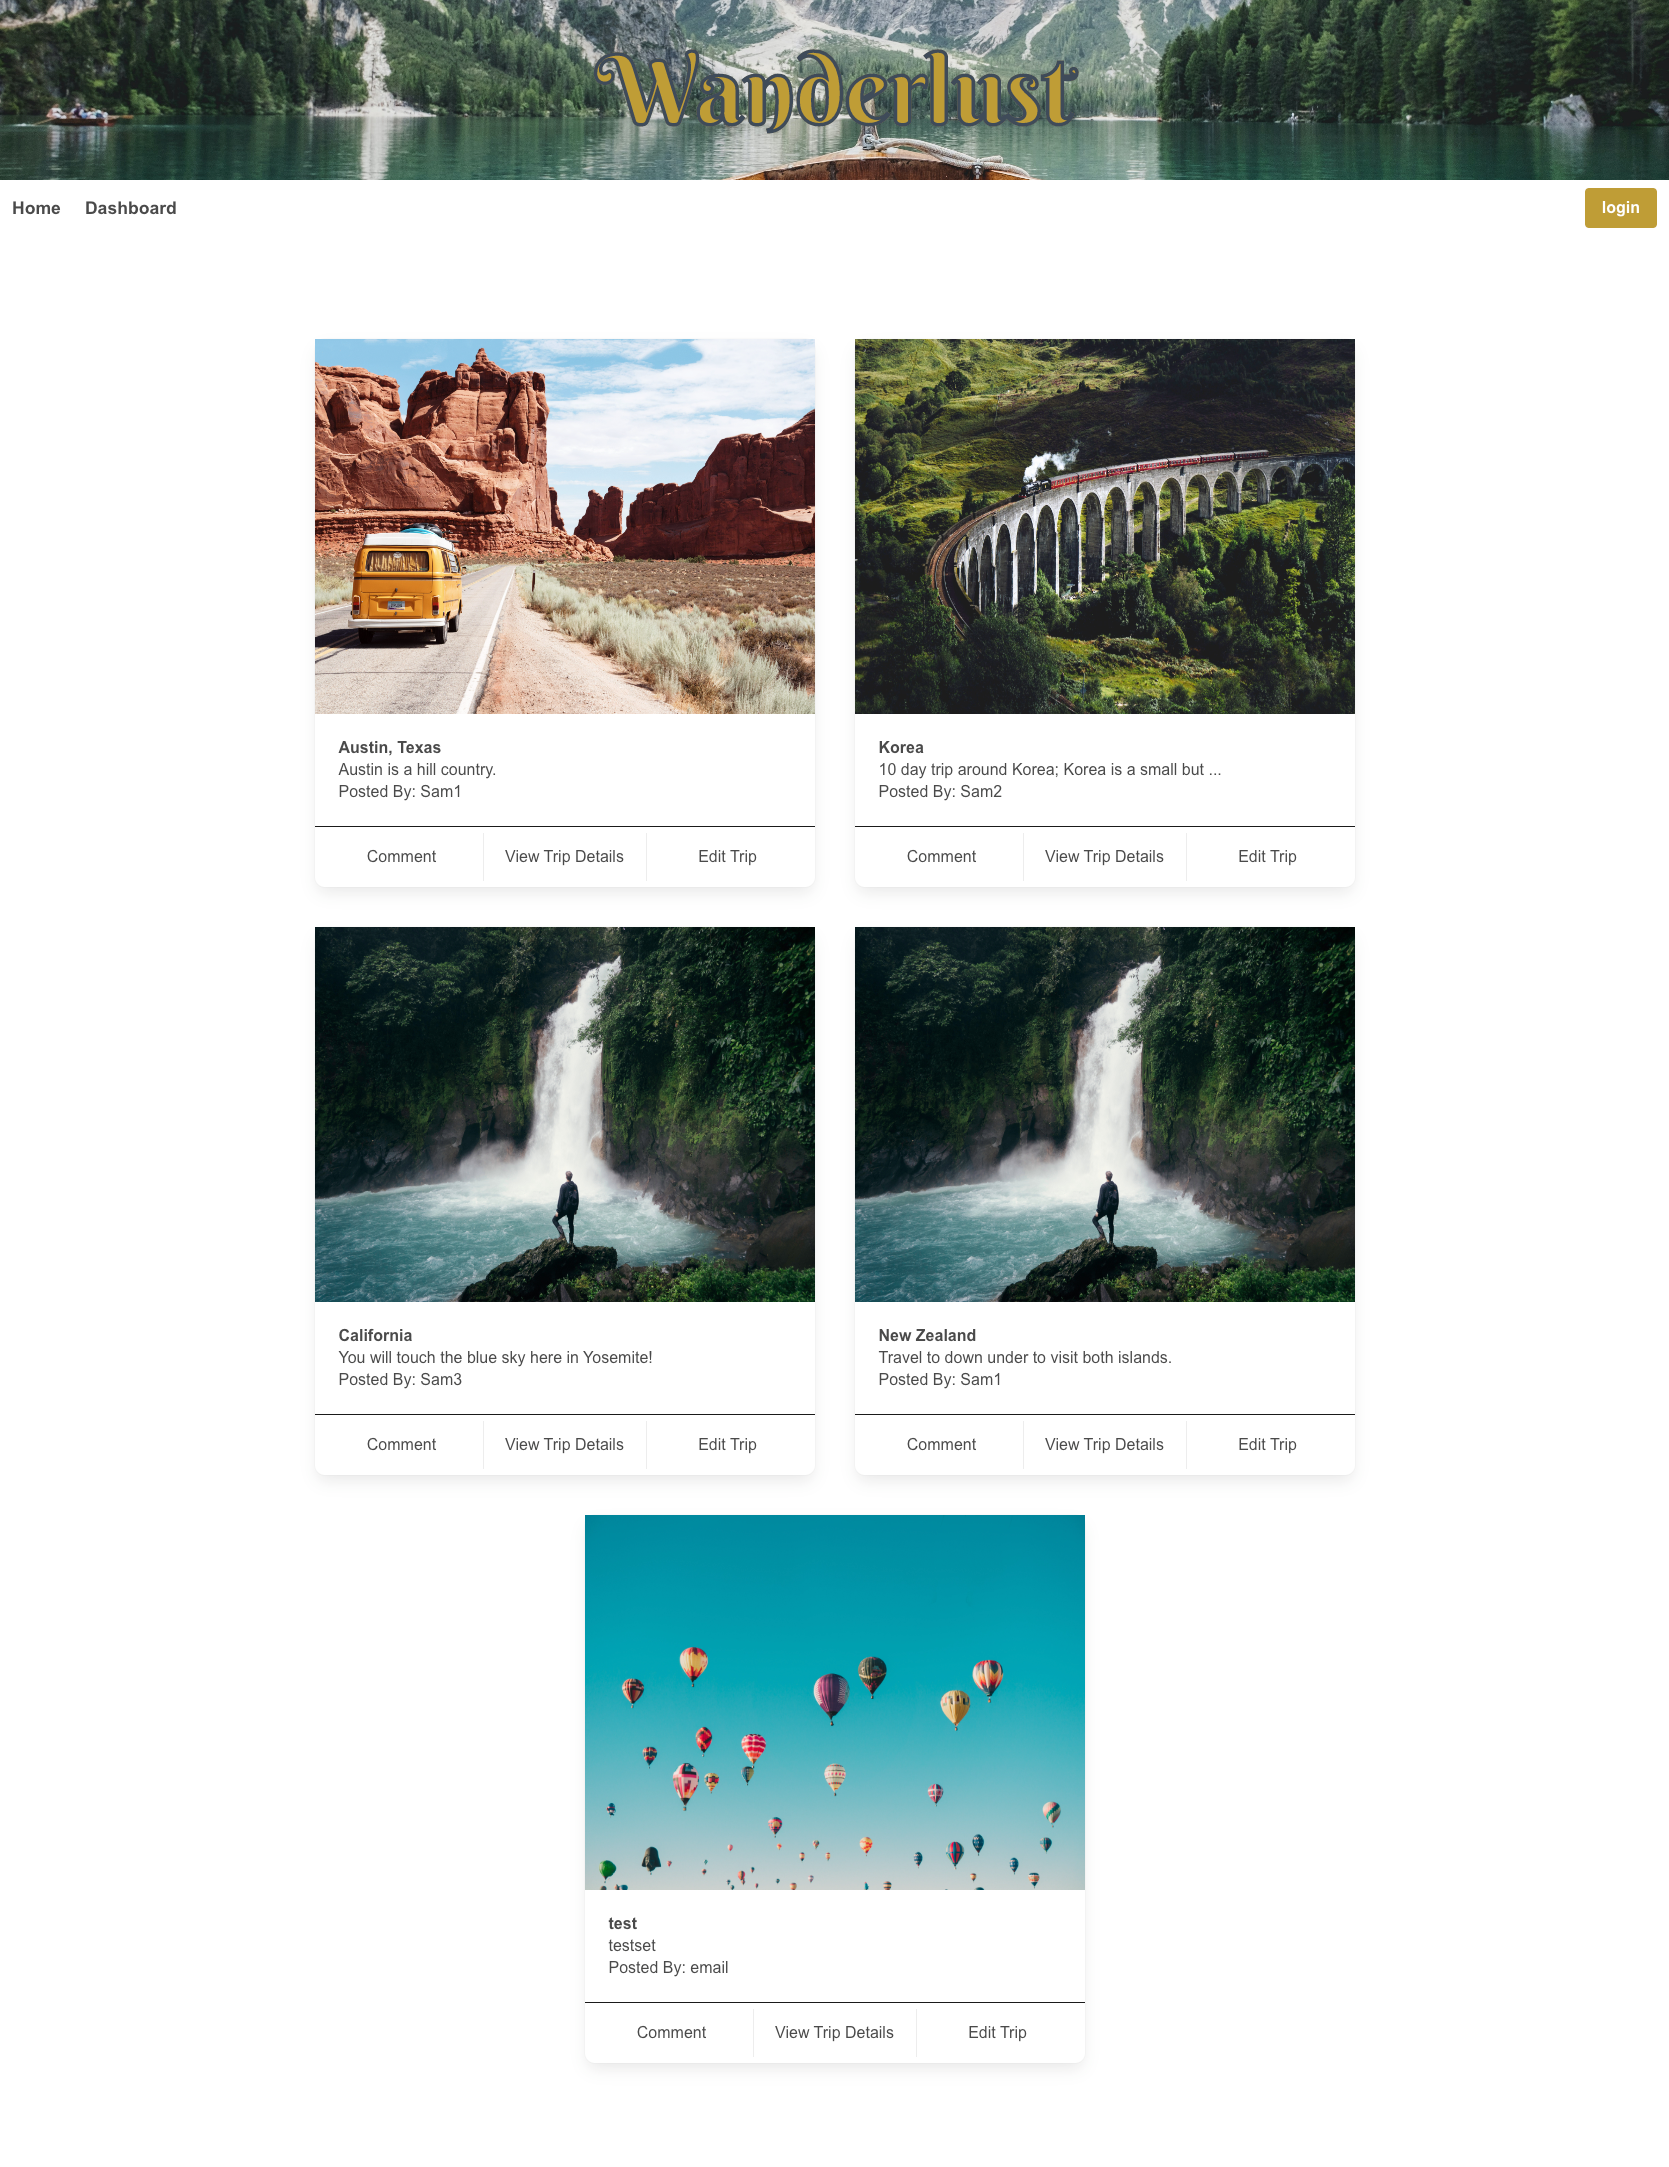 Wanderlust
Home Dashboard login
Austin, Texas
Austin is a hill country.
Posted By: Sam1
Comment View Trip Details Edit Trip
Korea
10 day trip around Korea; Korea is a small but ...
Posted By: Sam2
Comment View Trip Details Edit Trip
California
You will touch the blue sky here in Yosemite!
Posted By: Sam3
Comment View Trip Details Edit Trip
New Zealand
Travel to down under to visit both islands.
Posted By: Sam1
Comment View Trip Details Edit Trip
test
testset
Posted By: email
Comment View Trip Details Edit Trip